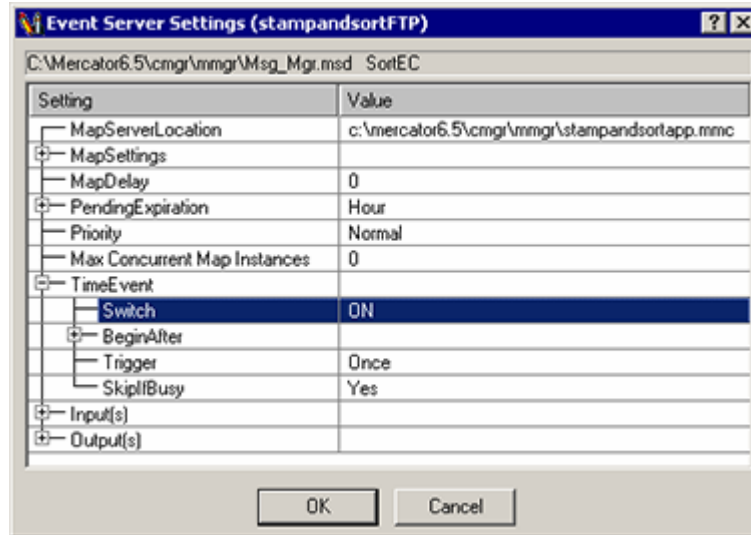 Event Server Settings (stampandsortFTP)
C:\Mercator6.5\cmgr\mmgr\Msg_Mgr.msd SortEC
Setting Value
MapServerLocation c:\mercator6.5\cmgr\mmgr\stampandsortapp.mmc
MapSettings
MapDelay 0
PendingExpiration Hour
Priority Normal
Max Concurrent Map Instances 0
TimeEvent
Switch ON
BeginAfter
Trigger Once
SkipIfBusy Yes
Input(s)
Output(s)
OK Cancel